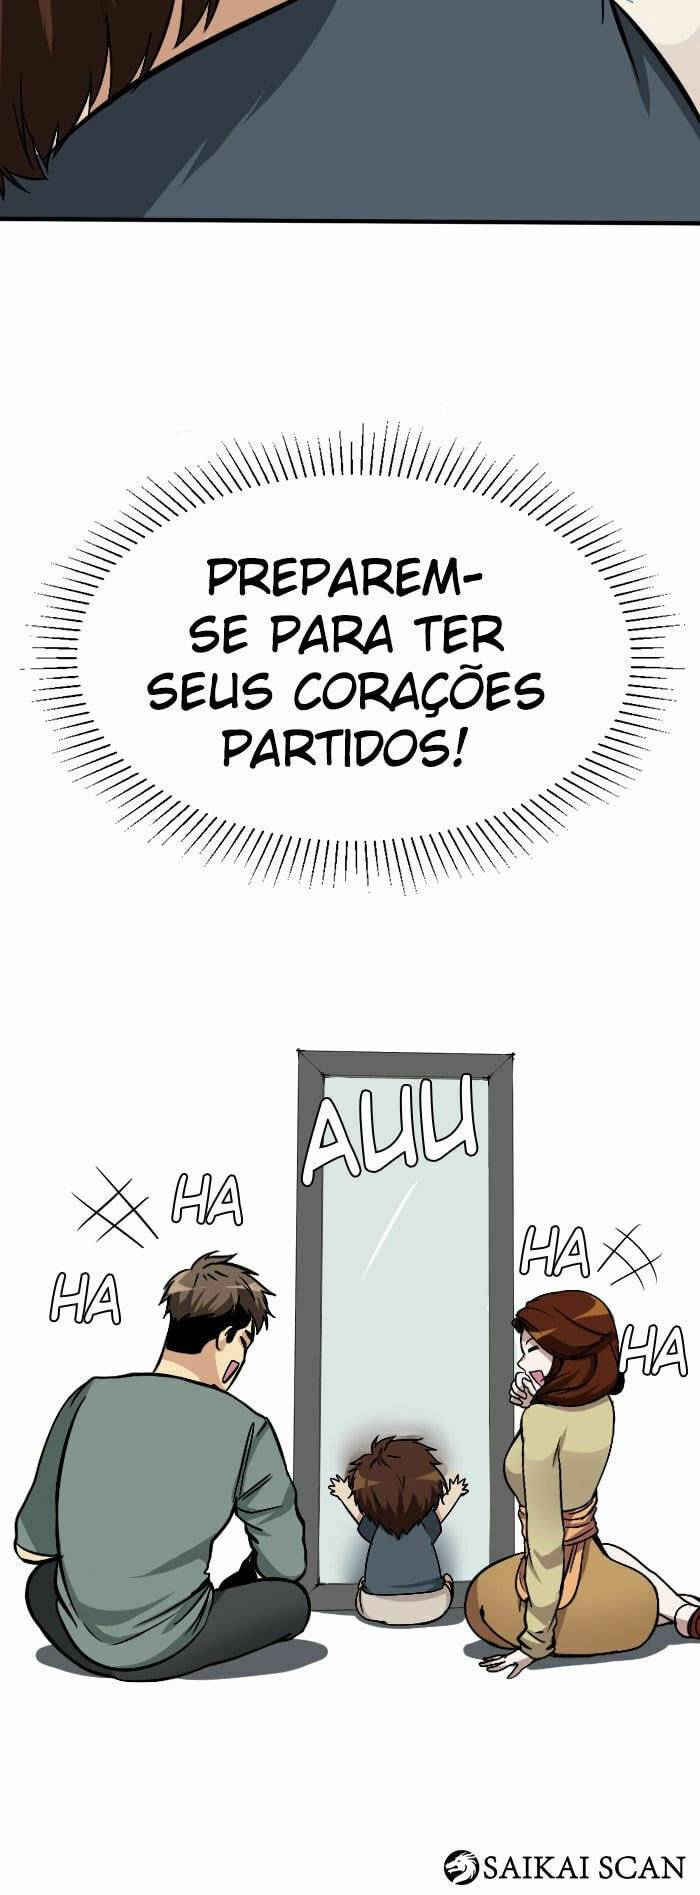 PREPAREM-
SE PARA TER
SEUS CORAÇÕES
PARTIDOS!
AUU
HA
HA
HA
HA
SAIKAI SCAN